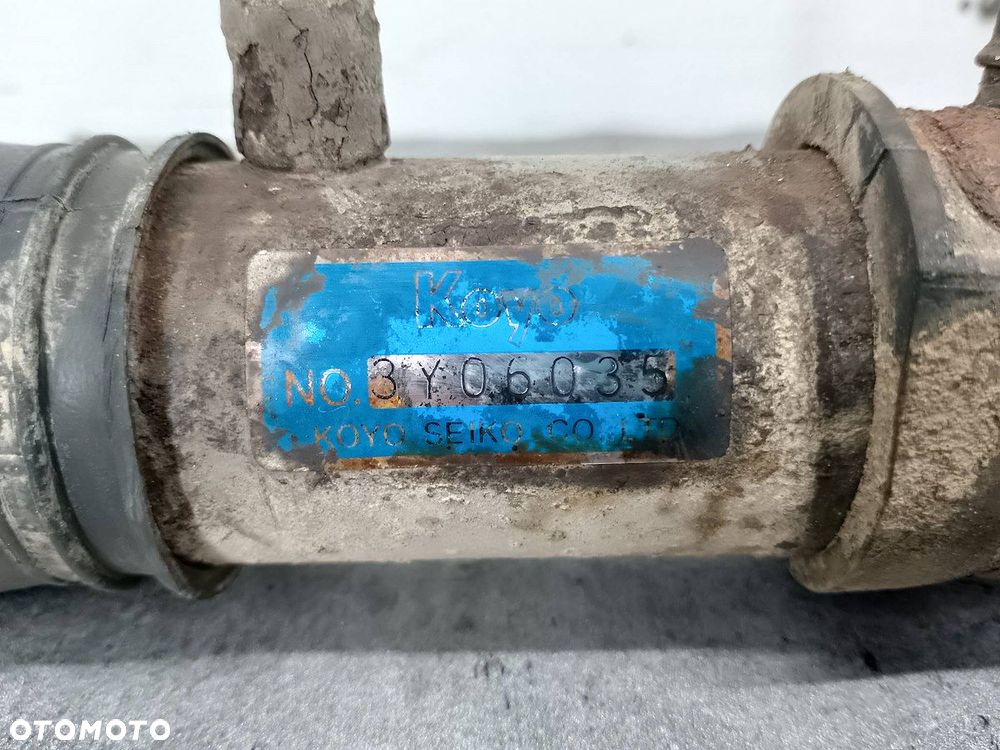 Koyo
NO. 3Y06035
KOYO SEIKO CO LTD
OTOMOTO